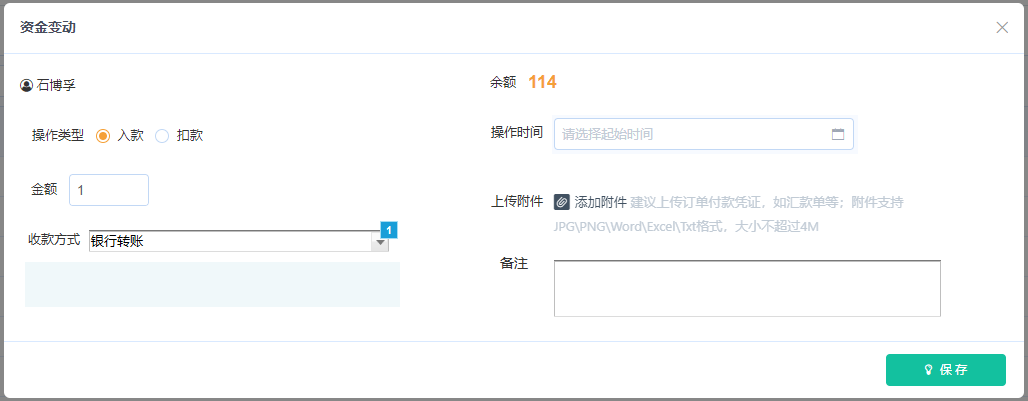 资金变动
石博孚
余额 114
操作类型 入款 扣款
操作时间 请选择起始时间
金额 1
上传附件 添加附件 建议上传订单付款凭证，如汇款单等；附件支持
JPG\PNG\Word\Excel\Txt格式，大小不超过4M
收款方式 银行转账 1
备注
保存